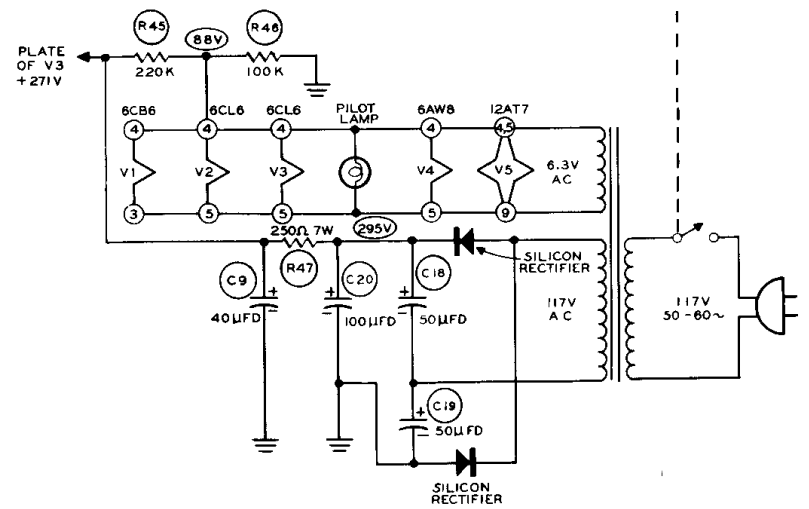 R45
88V
R46
PLATE
OF V3
+271V
220K
100K
6CB6
6CL6
6CL6
PILOT
LAMP
6AW8
12AT7
4
4
4
4
4,5
V1
V2
V3
V4
V5
6.3V
AC
3
5
5
5
9
250Ω 7W
295V
R47
SILICON
RECTIFIER
C9
C20
C18
40µFD
100µFD
50µFD
117V
AC
117V
50-60~
C19
50µFD
SILICON
RECTIFIER